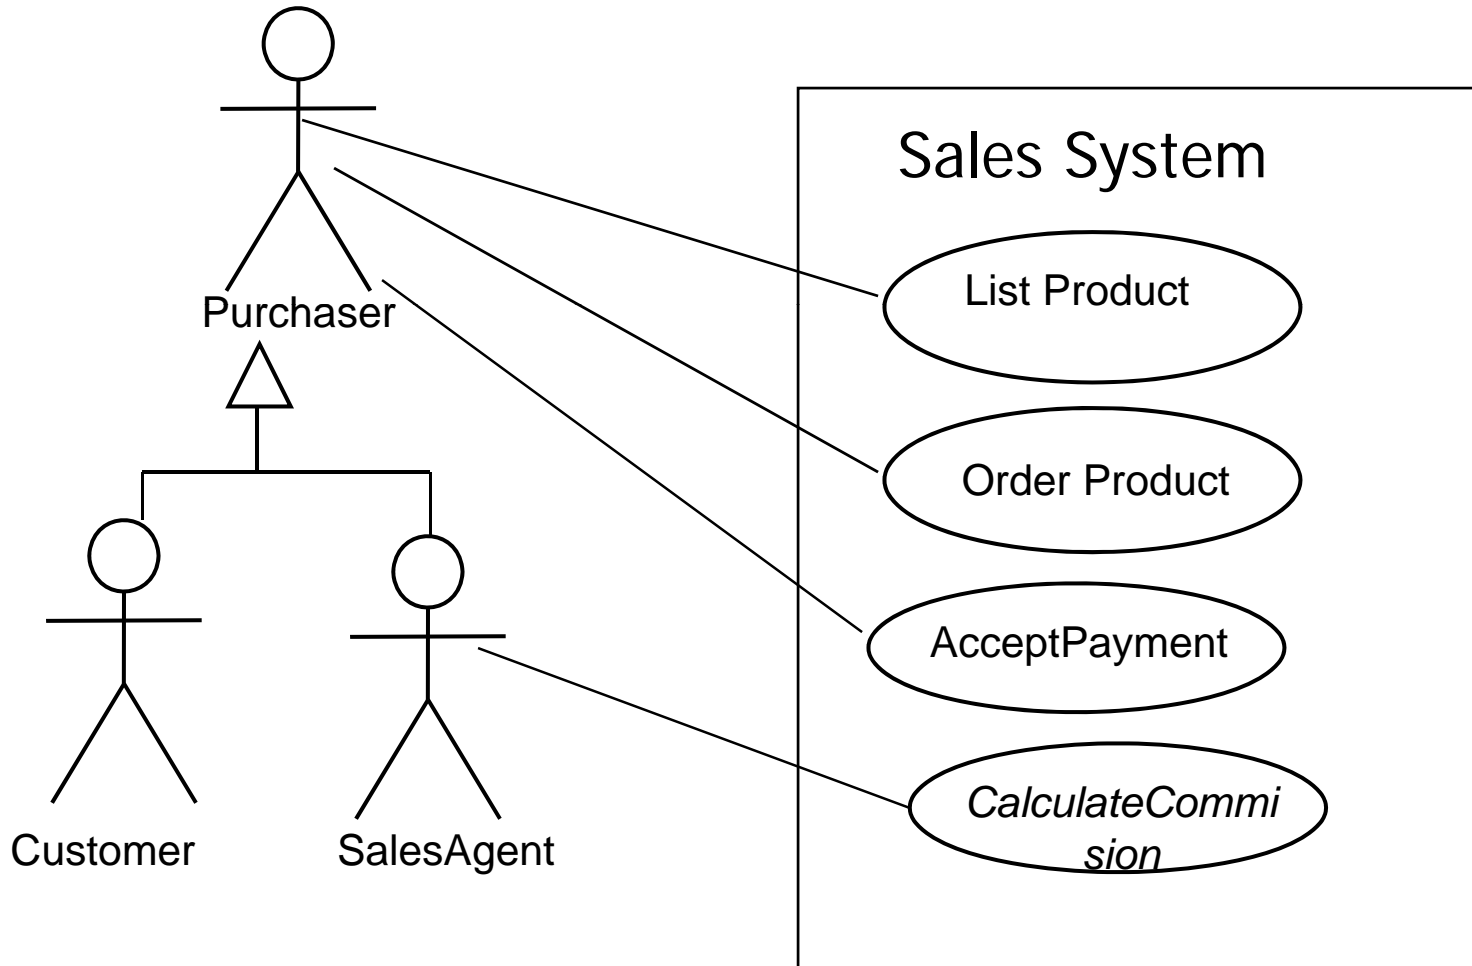 Sales System
List Product
Purchaser
Order Product
AcceptPayment
CalculateCommi
sion
Customer
SalesAgent